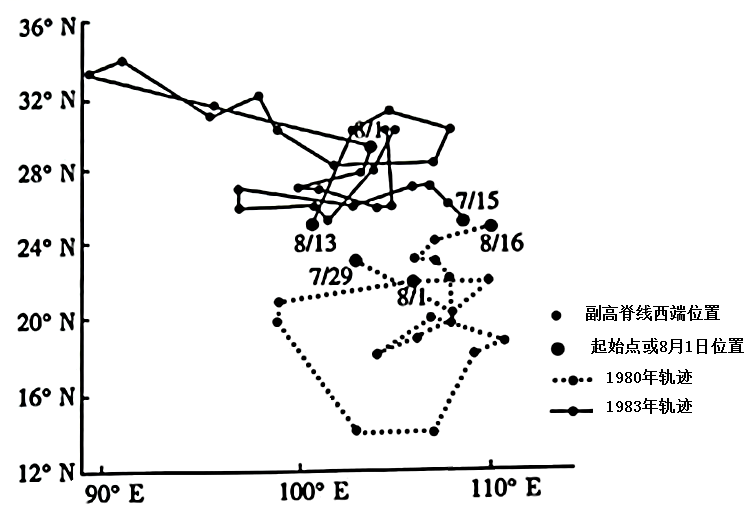 36° N
32° N
8/1
28° N
7/15
24° N
8/13
8/16
7/29
8/1
20° N
副高脊线西端位置
起始点或8月1日位置
16° N
1980年轨迹
1983年轨迹
12° N
90° E
100° E
110° E